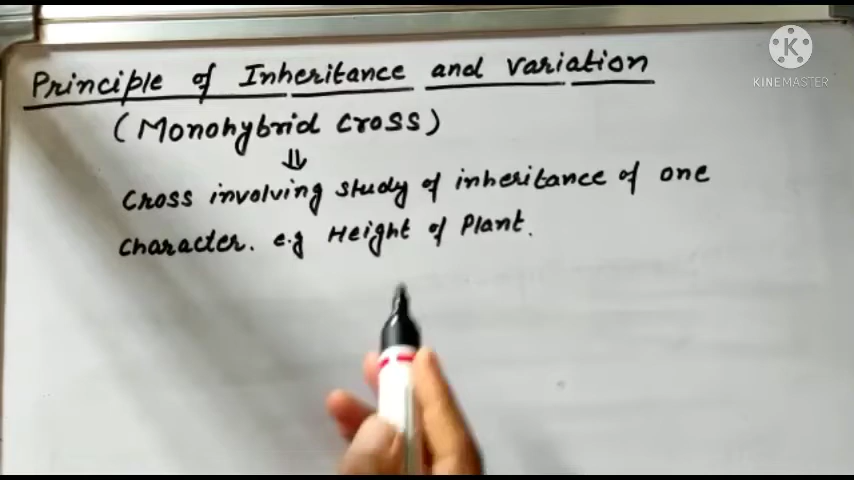 Principle of Inheritance and variation
(Monohybrid cross)
⇓
Cross involving study of inheritance of one
character. e.g Height of Plant.
K
KINEMASTER